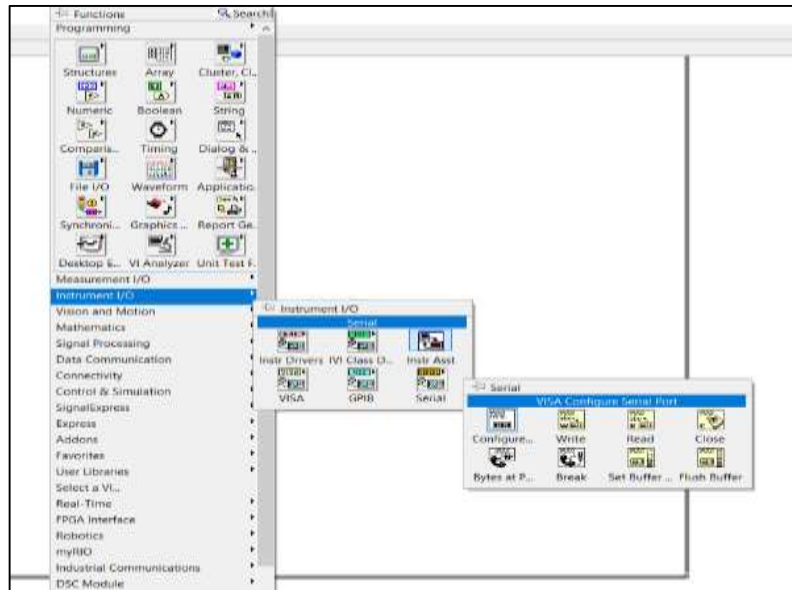 Functions Search
Programming
Structures Array Cluster, Cl...
Numeric Boolean String
Comparis... Timing Dialog & ...
File I/O Waveform Applicatio...
Synchroni... Graphics ... Report Ge...
Desktop E... VI Analyzer Unit Test F...
Measurement I/O
Instrument I/O
Vision and Motion
Mathematics
Signal Processing
Data Communication
Connectivity
Control & Simulation
SignalExpress
Express
Addons
Favorites
User Libraries
Select a VI...
Real-Time
FPGA Interface
Robotics
myRIO
Industrial Communications
DSC Module
Instrument I/O
Serial
Instr Drivers IVI Class D... Instr Asst
VISA GPIB Serial
Serial
VISA Configure Serial Port
Configure... Write Read Close
Bytes at P... Break Set Buffer ... Flush Buffer